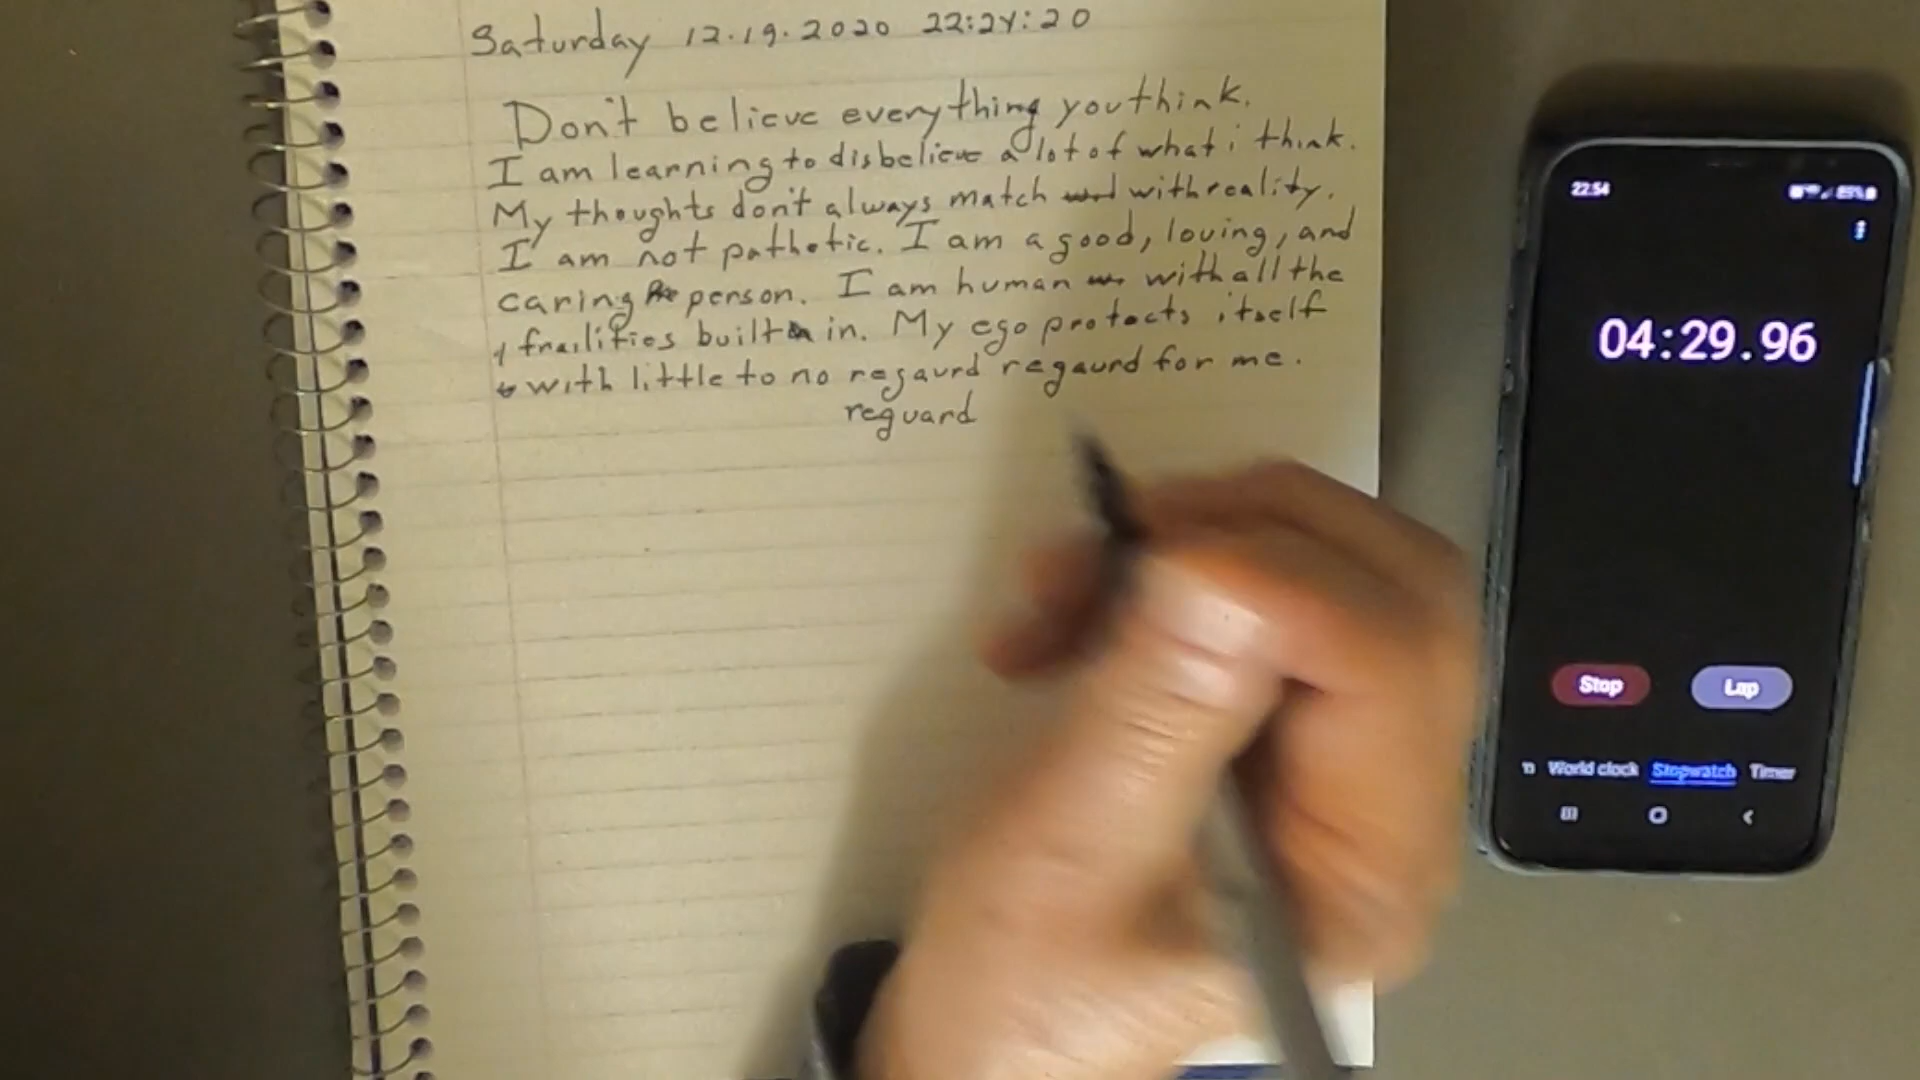 Saturday 12.19.2020 22:24:20
Don't believe everything you think.
I am learning to disbelieve a lot of what i think.
My thoughts don't always match with reality.
I am not pathetic. I am a good, loving, and
caring person. I am human with all the
frailities built in. My ego protects itself
with little to no regaurd regaurd for me.
reguard
22:54
04:29.96
Stop Lap
World clock Stopwatch Timer